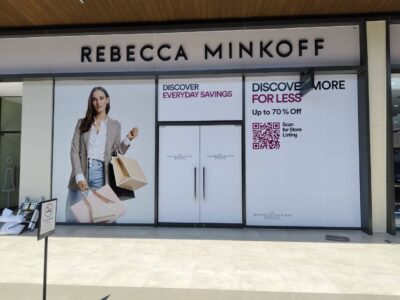 REBECCA MINKOFF
DISCOVER
EVERYDAY SAVINGS
DISCOVER MORE
FOR LESS
Up to 70% Off
Scan
for Store
Listing